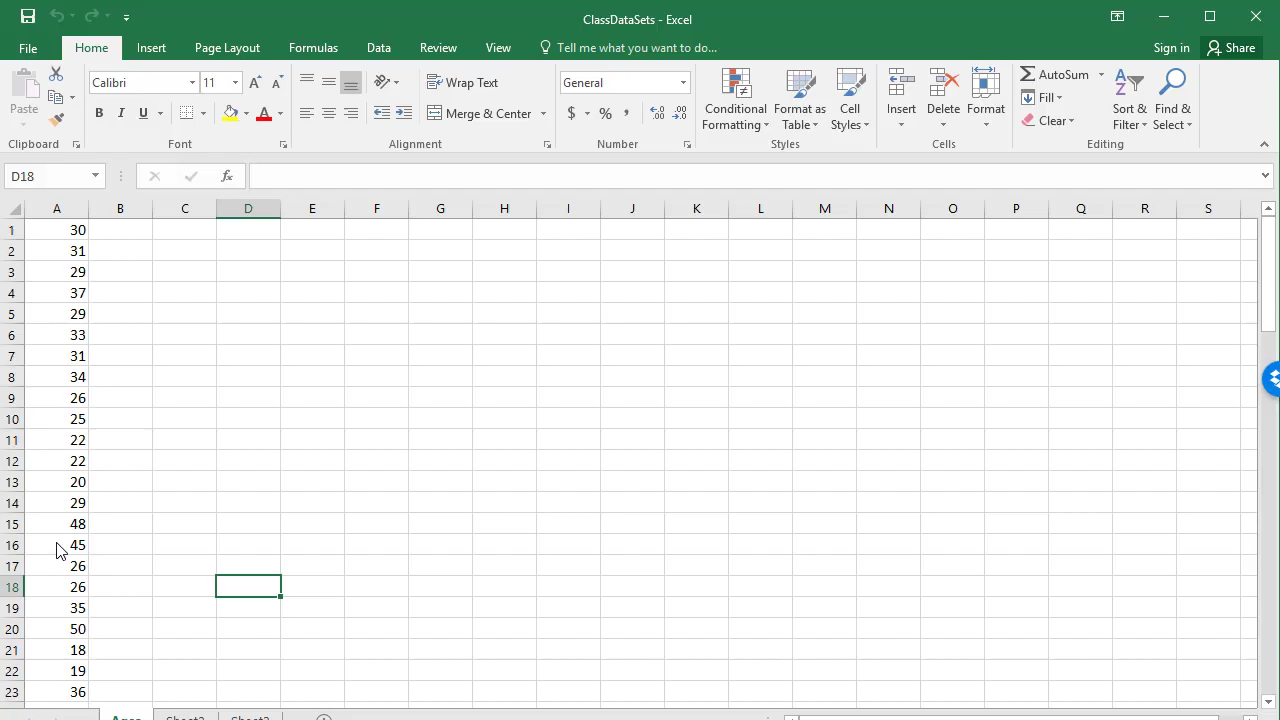 ClassDataSets - Excel
File Home Insert Page Layout Formulas Data Review View Tell me what you want to do... Sign in Share
Paste
Calibri 11
B I U A
Wrap Text
Merge & Center
General
$ % ,
Conditional Formatting
Format as Table
Cell Styles
Insert
Delete
Format
AutoSum
Fill
Clear
Sort & Filter
Find & Select
Clipboard Font Alignment Number Styles Cells Editing
D18 fx
A B C D E F G H I J K L M N O P Q R S
1 30
2 31
3 29
4 37
5 29
6 33
7 31
8 34
9 26
10 25
11 22
12 22
13 20
14 29
15 48
16 45
17 26
18 26
19 35
20 50
21 18
22 19
23 36
Ages